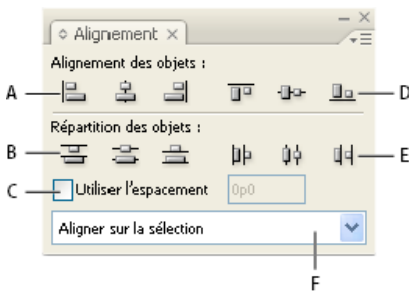 Alignement
Alignement des objets :
A
D
Répartition des objets :
B
E
C
Utiliser l'espacement
0p0
Aligner sur la sélection
F